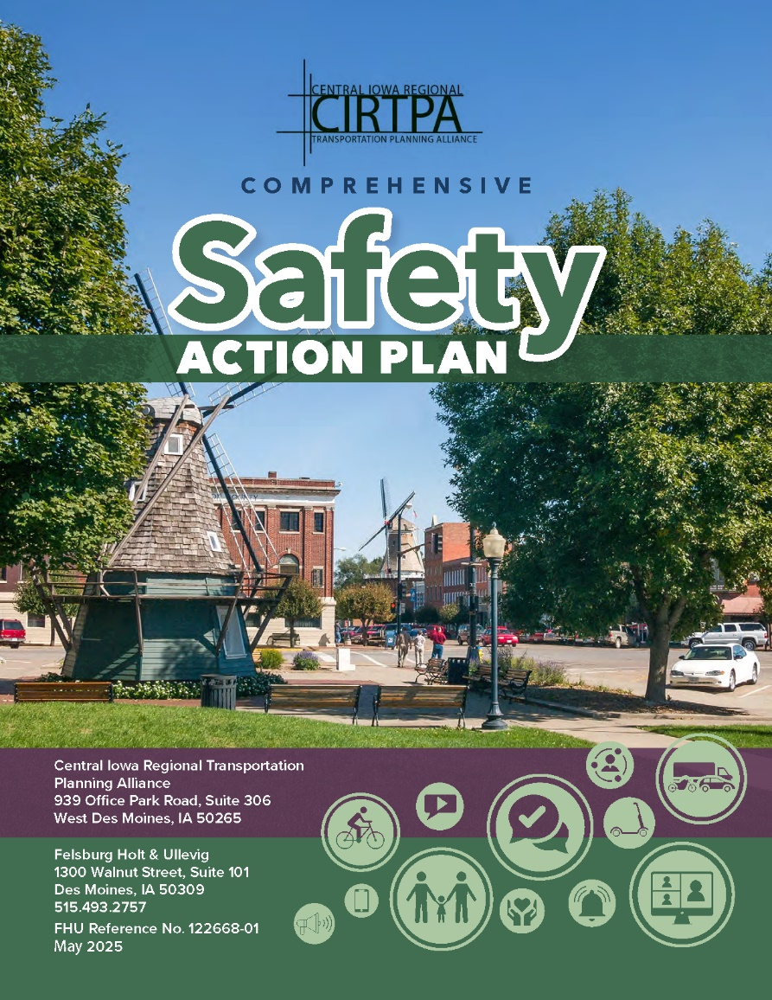 CENTRAL IOWA REGIONAL
CIRTPA
TRANSPORTATION PLANNING ALLIANCE
COMPREHENSIVE
Safety
ACTION PLAN
Central Iowa Regional Transportation
Planning Alliance
939 Office Park Road, Suite 306
West Des Moines, IA 50265
Felsburg Holt & Ullevig
1300 Walnut Street, Suite 101
Des Moines, IA 50309
515.493.2757
FHU Reference No. 122668-01
May 2025